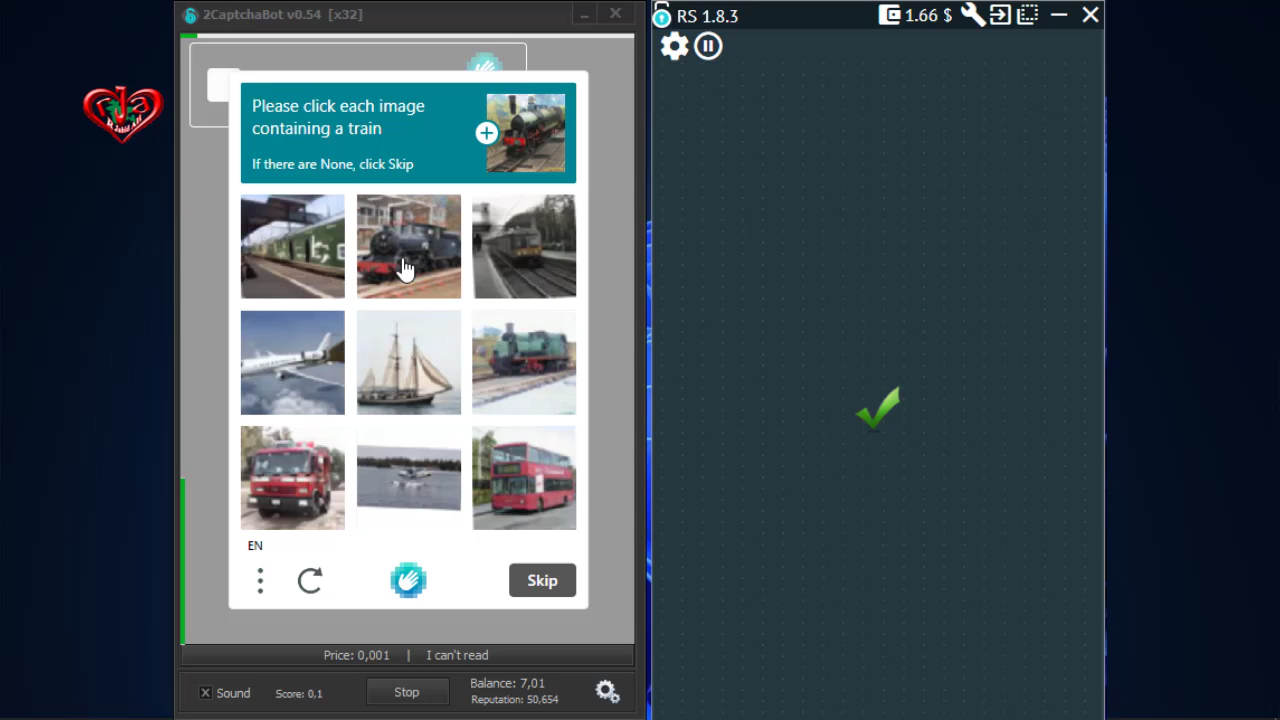 2CaptchaBot v0.54 [x32]
RS 1.8.3
1.66 $
Please click each image
containing a train
If there are None, click Skip
EN
Skip
Price: 0,001 | I can't read
Sound
Score: 0,1
Stop
Balance: 7,01
Reputation: 50,654